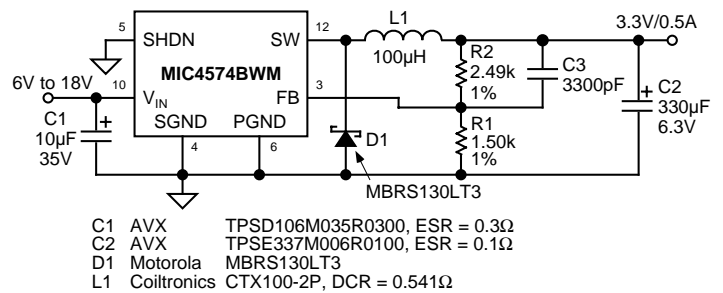 L1
3.3V/0.5A
5
SHDN
SW
12
100µH
R2
2.49k
1%
C3
3300pF
MIC4574BWM
6V to 18V
10
VIN
FB
3
C2
330µF
6.3V
C1
10µF
35V
SGND
PGND
4
6
D1
R1
1.50k
1%
MBRS130LT3
C1 AVX TPSD106M035R0300, ESR = 0.3Ω
C2 AVX TPSE337M006R0100, ESR = 0.1Ω
D1 Motorola MBRS130LT3
L1 Coiltronics CTX100-2P, DCR = 0.541Ω